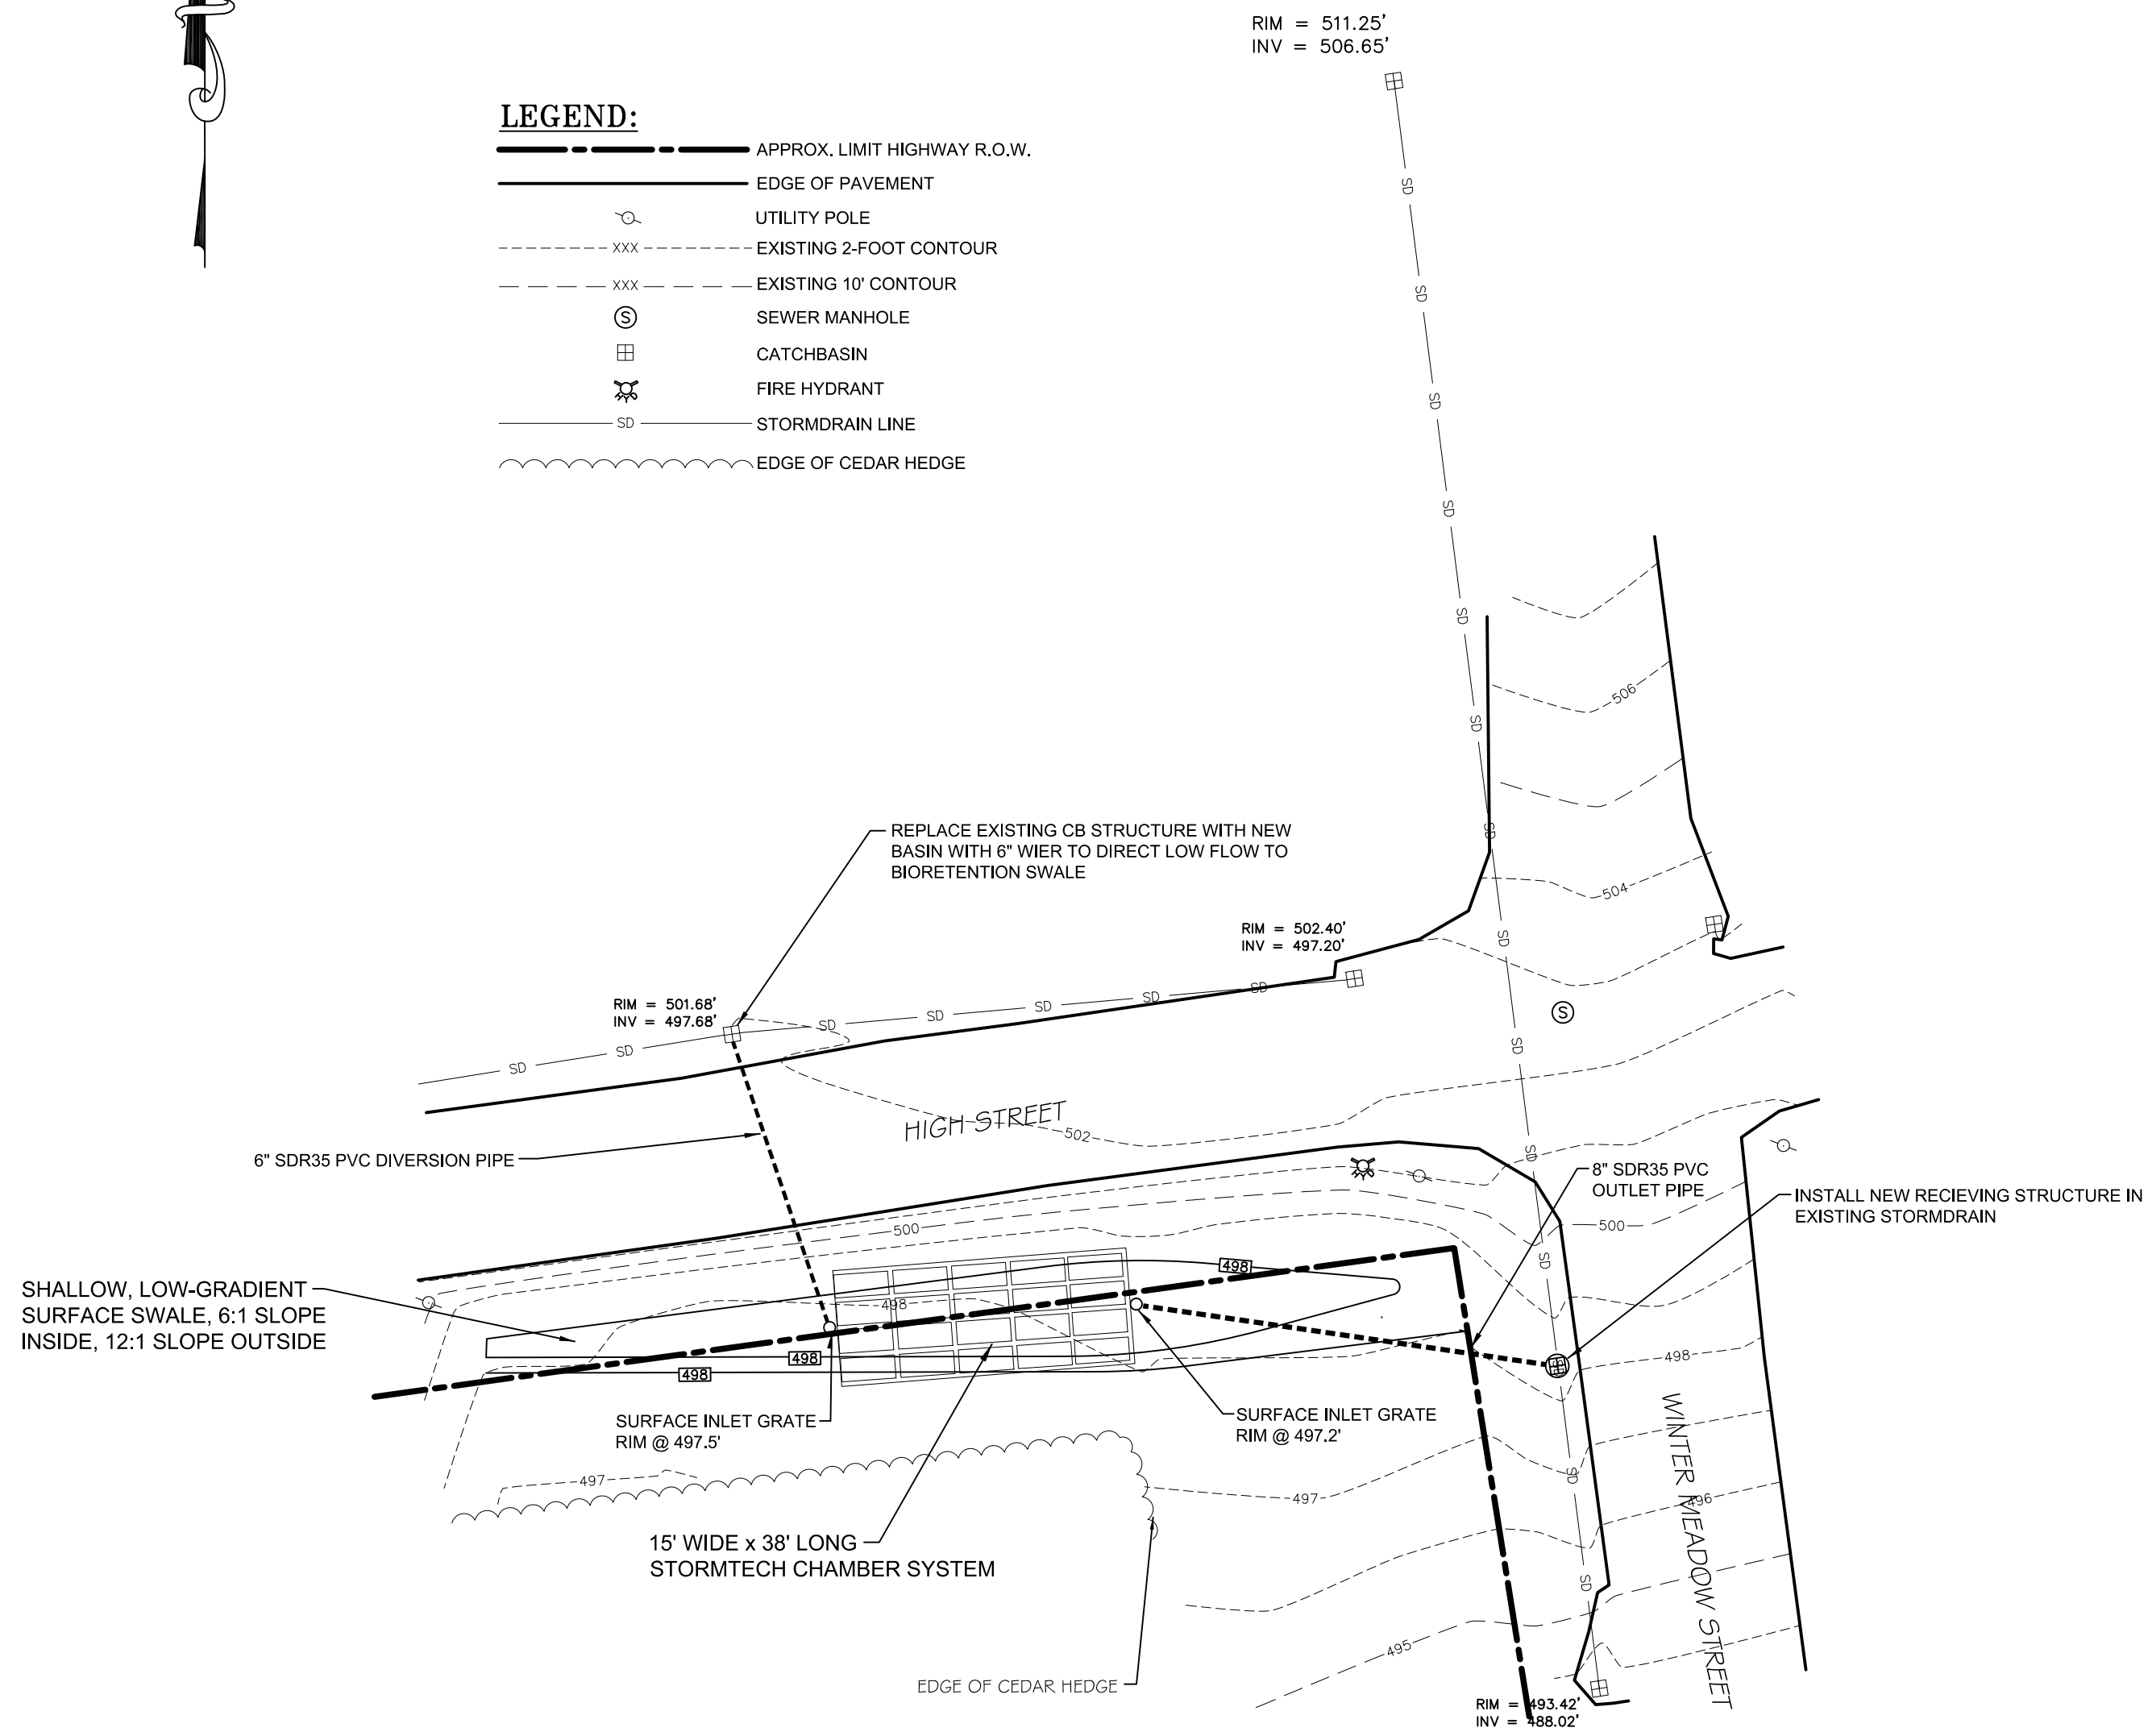 RIM = 511.25'
INV = 506.65'
LEGEND:
APPROX. LIMIT HIGHWAY R.O.W.
EDGE OF PAVEMENT
UTILITY POLE
XXX EXISTING 2-FOOT CONTOUR
XXX EXISTING 10' CONTOUR
S SEWER MANHOLE
CATCHBASIN
FIRE HYDRANT
SD STORMDRAIN LINE
EDGE OF CEDAR HEDGE
SD
SD
SD
SD
SD
SD
506
SD
SD
REPLACE EXISTING CB STRUCTURE WITH NEW
BASIN WITH 6" WIER TO DIRECT LOW FLOW TO
BIORETENTION SWALE
504
RIM = 502.40'
INV = 497.20'
SD
RIM = 501.68'
INV = 497.68'
SD SD SD SD SD SD SD
S
SD
HIGH STREET
502
6" SDR35 PVC DIVERSION PIPE
SD
8" SDR35 PVC
OUTLET PIPE
INSTALL NEW RECIEVING STRUCTURE IN
EXISTING STORMDRAIN
500
500
SD
498
SHALLOW, LOW-GRADIENT
SURFACE SWALE, 6:1 SLOPE
INSIDE, 12:1 SLOPE OUTSIDE
498
498
498
498
SURFACE INLET GRATE
RIM @ 497.5'
SURFACE INLET GRATE
RIM @ 497.2'
WINTER MEADOW STREET
497
497
SD
496
15' WIDE x 38' LONG
STORMTECH CHAMBER SYSTEM
SD
495
EDGE OF CEDAR HEDGE
RIM = 493.42'
INV = 488.02'